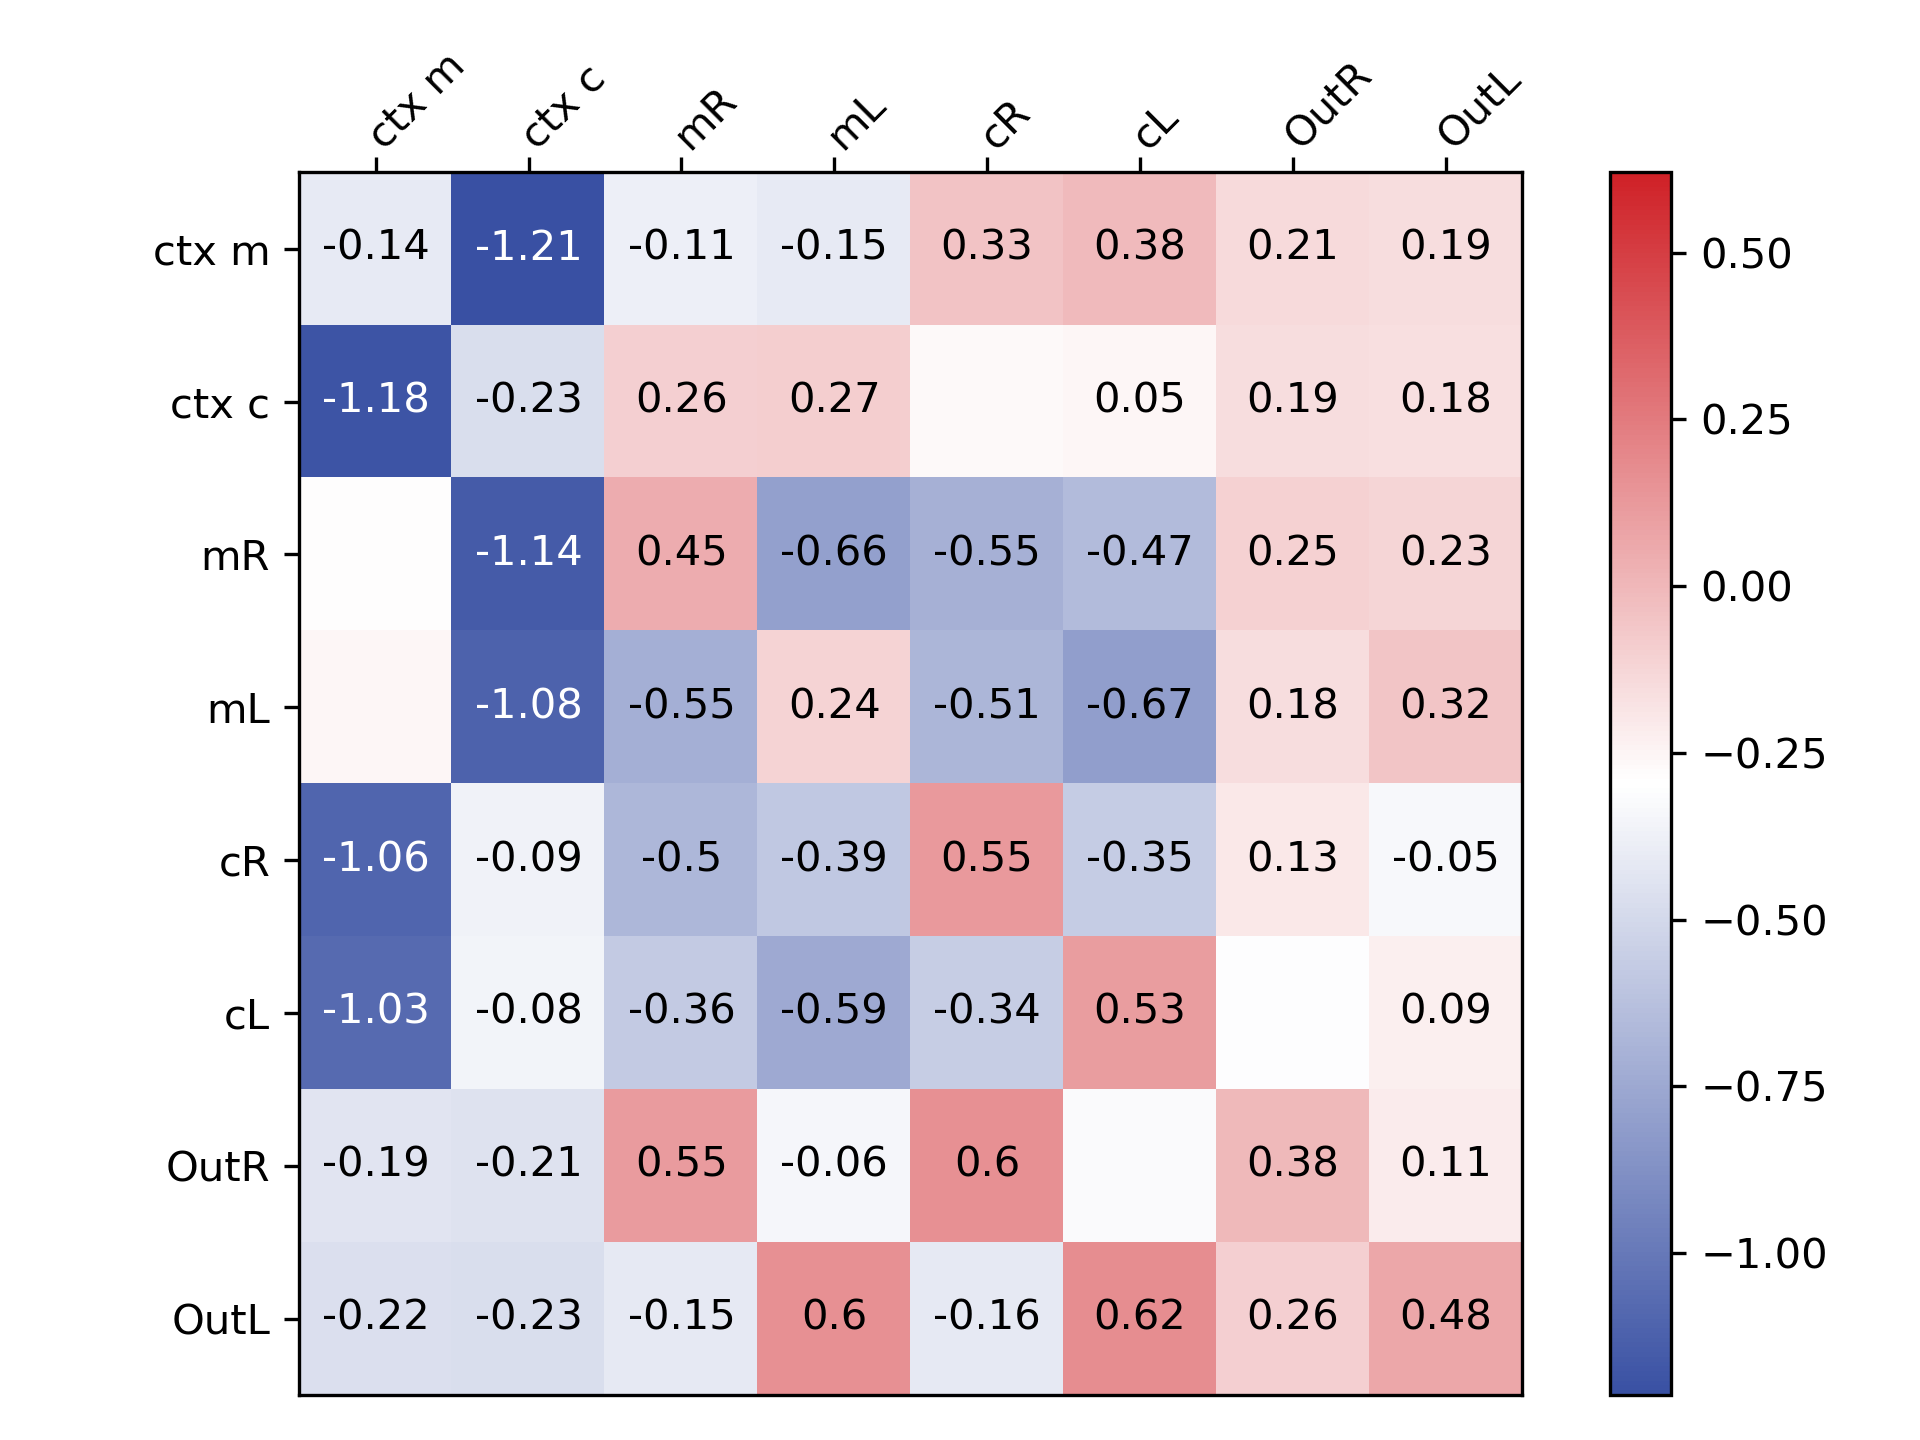 ctx m ctx c mR mL cR cL OutR OutL
ctx m -0.14 -1.21 -0.11 -0.15 0.33 0.38 0.21 0.19
ctx c -1.18 -0.23 0.26 0.27 0.05 0.19 0.18
mR -1.14 0.45 -0.66 -0.55 -0.47 0.25 0.23
mL -1.08 -0.55 0.24 -0.51 -0.67 0.18 0.32
cR -1.06 -0.09 -0.5 -0.39 0.55 -0.35 0.13 -0.05
cL -1.03 -0.08 -0.36 -0.59 -0.34 0.53 0.09
OutR -0.19 -0.21 0.55 -0.06 0.6 0.38 0.11
OutL -0.22 -0.23 -0.15 0.6 -0.16 0.62 0.26 0.48
0.50
0.25
0.00
−0.25
−0.50
−0.75
−1.00